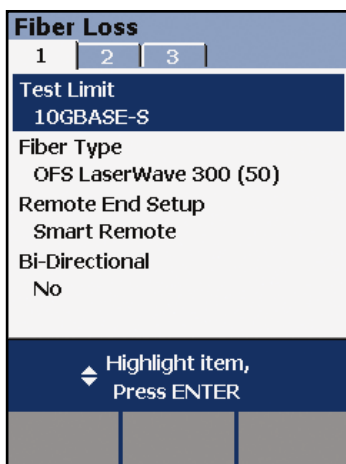 Fiber Loss
1 2 3
Test Limit
10GBASE-S
Fiber Type
OFS LaserWave 300 (50)
Remote End Setup
Smart Remote
Bi-Directional
No
Highlight item,
Press ENTER